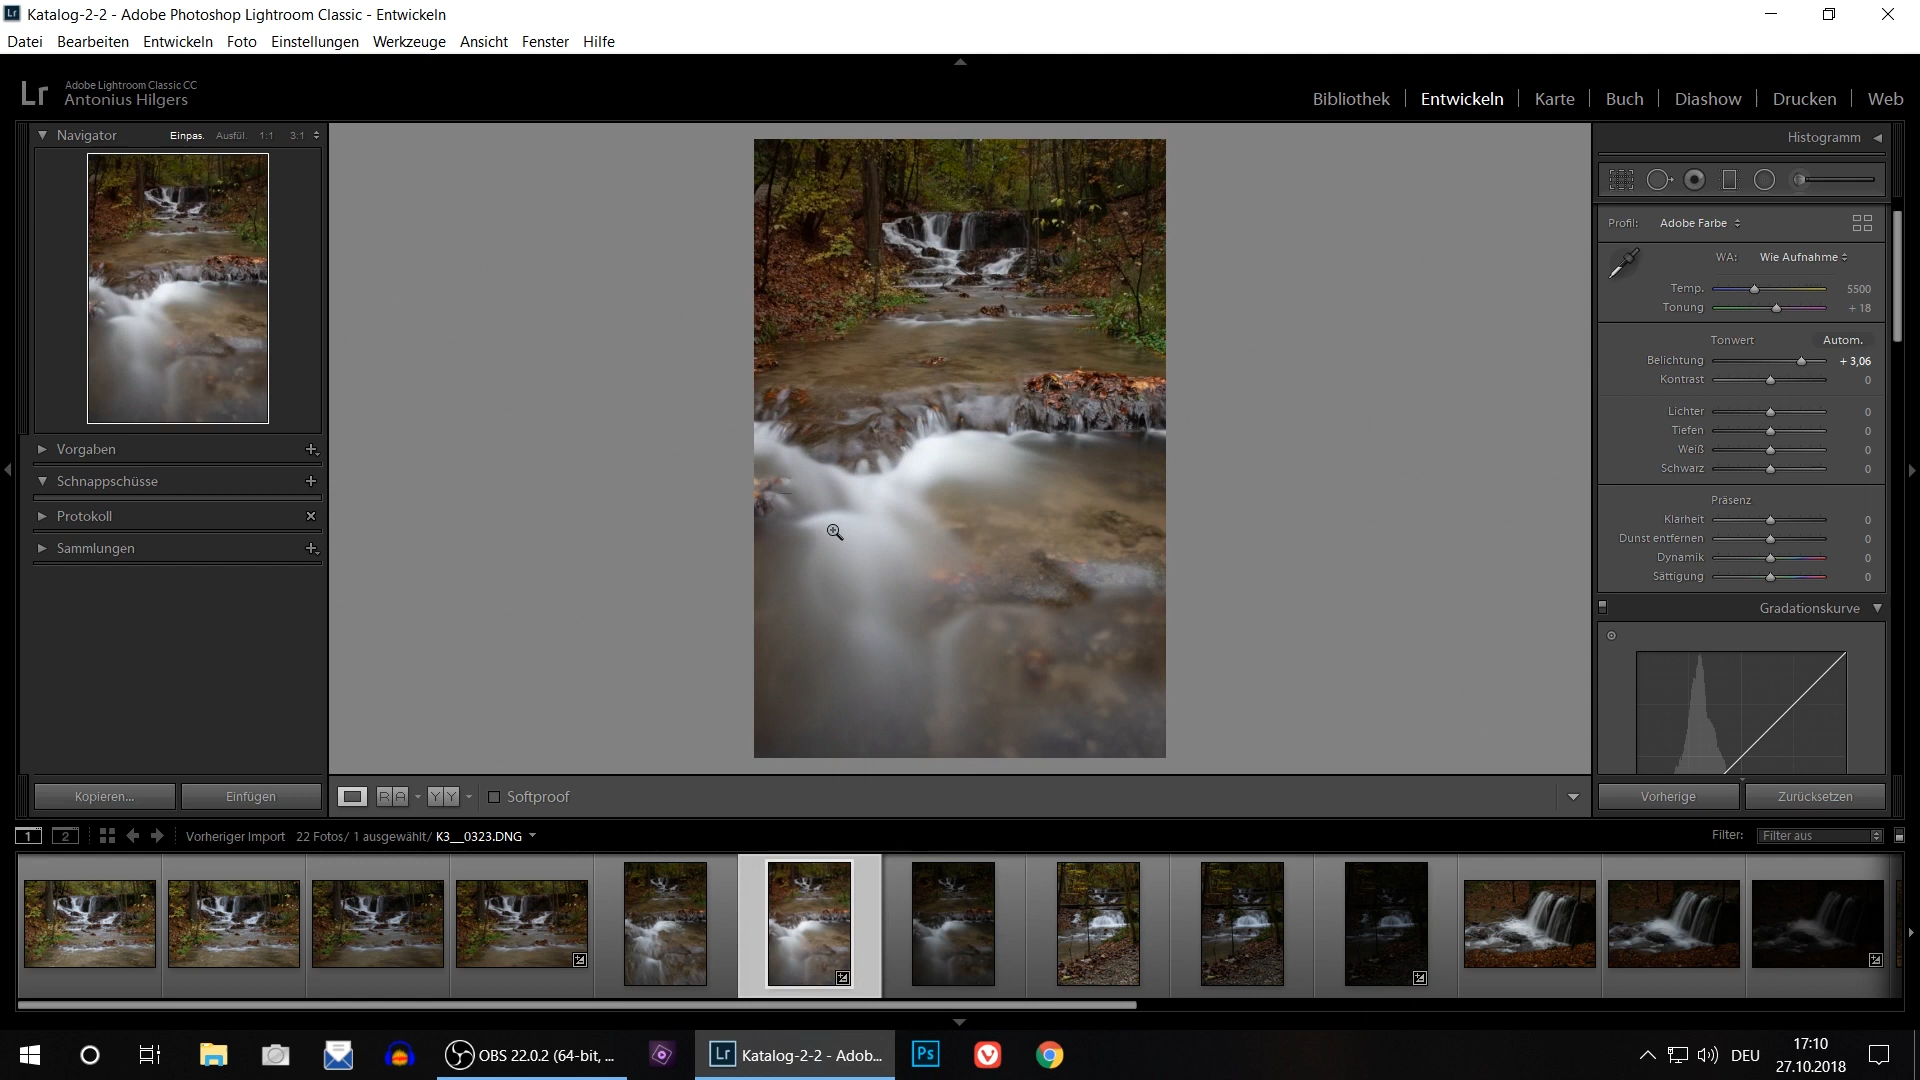 Lr Katalog-2-2 - Adobe Photoshop Lightroom Classic - Entwickeln
Datei Bearbeiten Entwickeln Foto Einstellungen Werkzeuge Ansicht Fenster Hilfe
Lr Adobe Lightroom Classic CC
Antonius Hilgers
Bibliothek Entwickeln Karte Buch Diashow Drucken Web
Navigator Einpas. Ausfül. 1:1 3:1
Vorgaben
Schnappschüsse
Protokoll
Sammlungen
Kopieren... Einfügen
Histogramm
Profil: Adobe Farbe
WA: Wie Aufnahme
Temp. 5500
Tonung + 18
Tonwert Autom.
Belichtung + 3,06
Kontrast 0
Lichter 0
Tiefen 0
Weiß 0
Schwarz 0
Präsenz
Klarheit 0
Dunst entfernen 0
Dynamik 0
Sättigung 0
Gradationskurve
Vorherige Zurücksetzen
R A Y Y Softproof
1 2 Vorheriger Import 22 Fotos/ 1 ausgewählt/ K3__0323.DNG
Filter: Filter aus
OBS 22.0.2 (64-bit, ...
Lr Katalog-2-2 - Adob...
Ps
DEU
17:10
27.10.2018